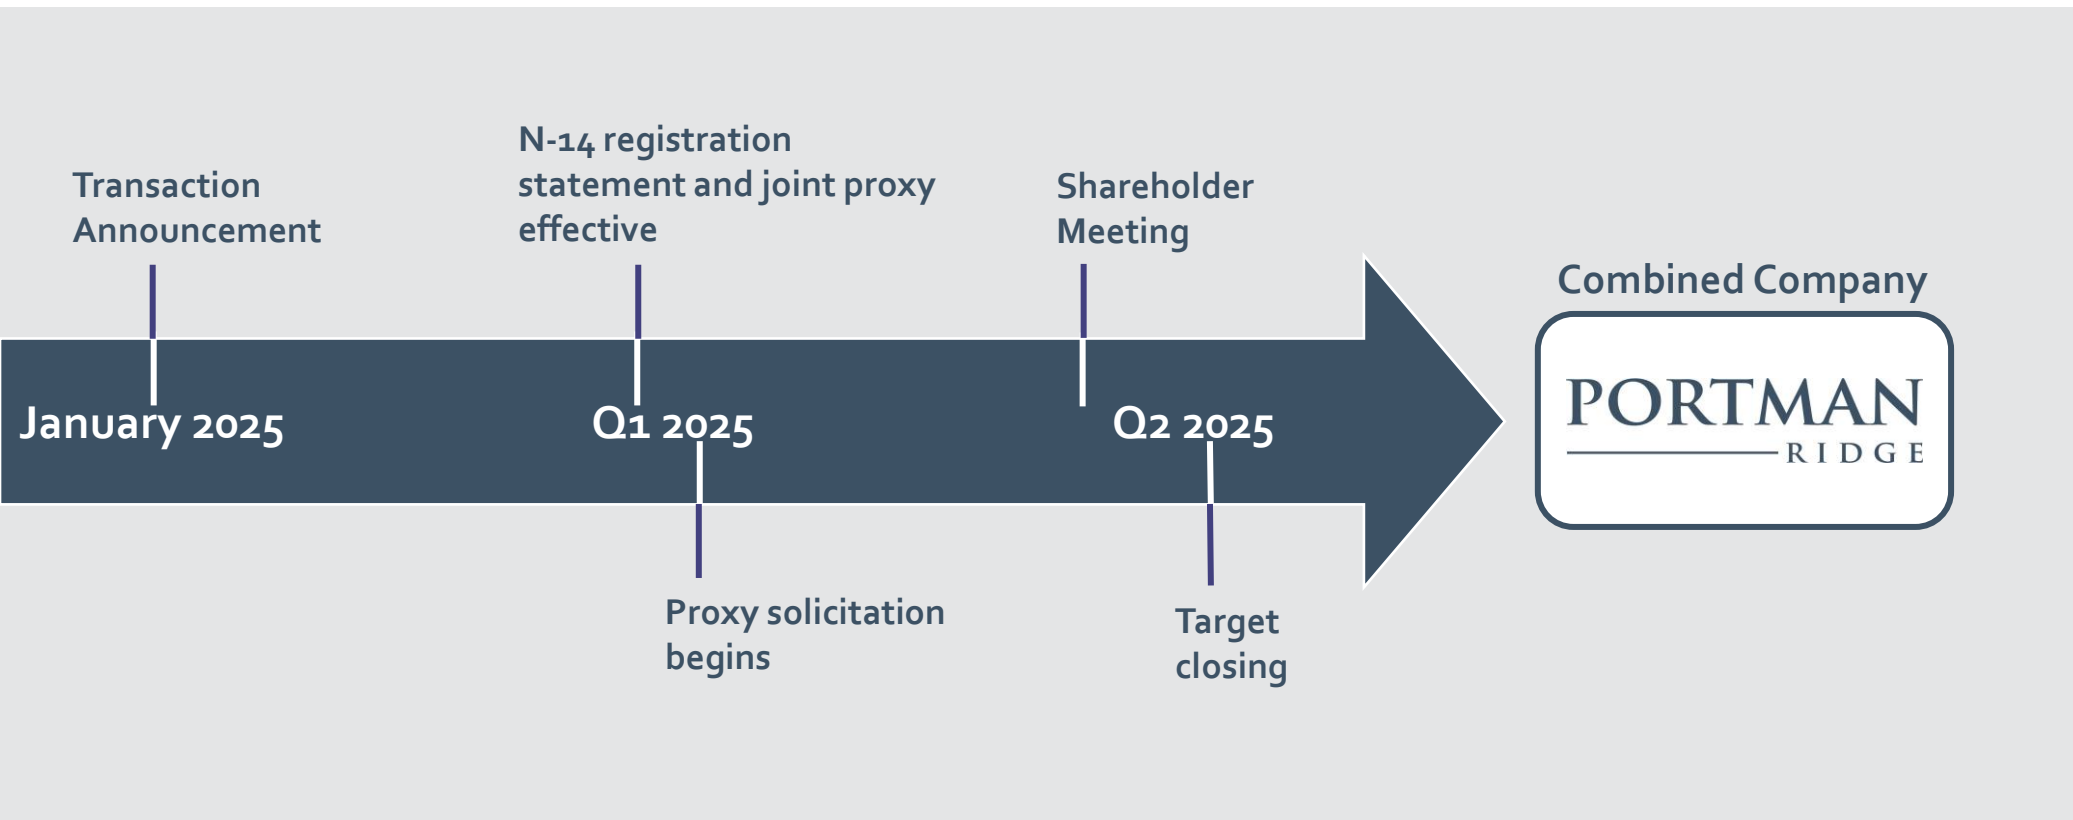 Transaction
Announcement
N-14 registration
statement and joint proxy
effective
Shareholder
Meeting
January 2025
Q1 2025
Q2 2025
Proxy solicitation
begins
Target
closing
Combined Company
PORTMAN
RIDGE